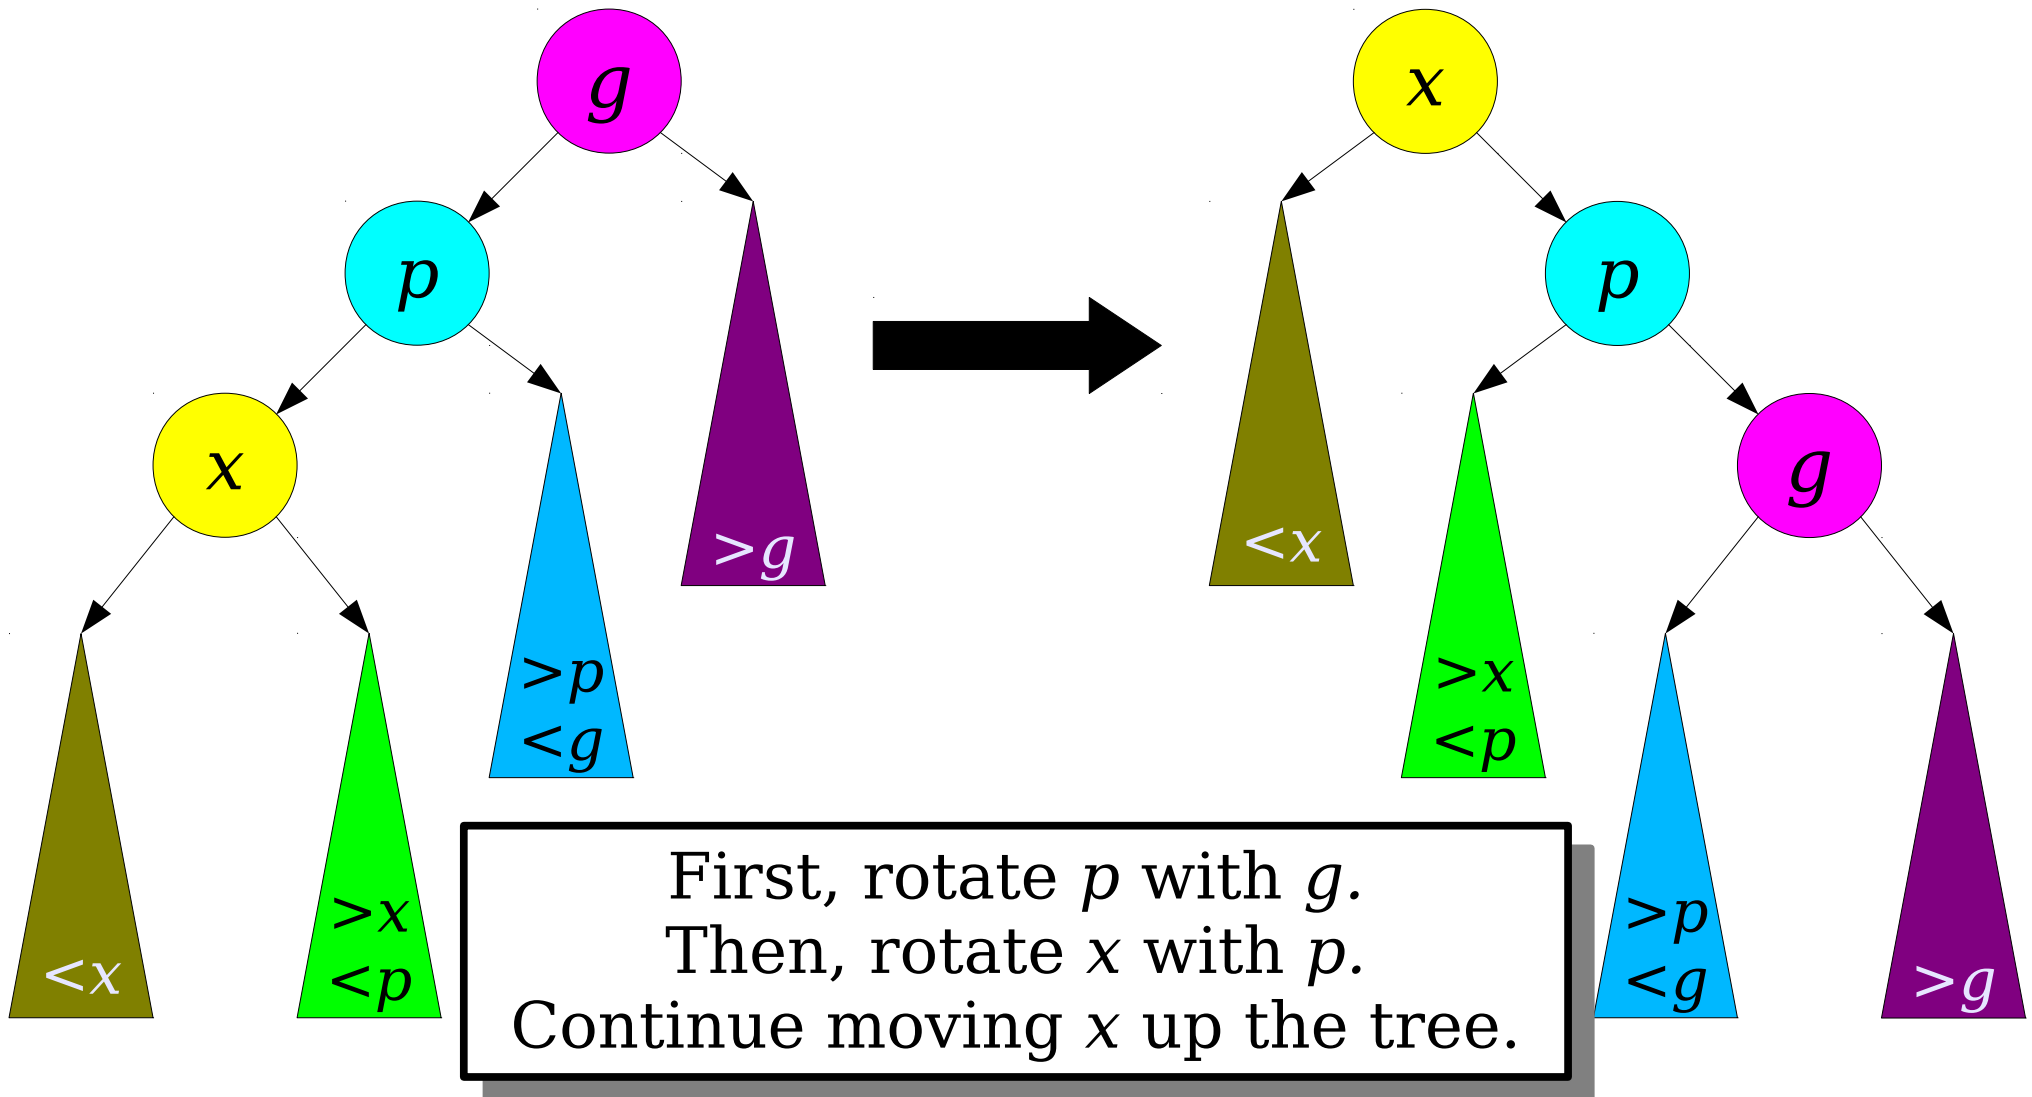 g
p
x
<x
>x
<p
>p
<g
>g
x
p
g
<x
>x
<p
>p
<g
>g
First, rotate p with g.
Then, rotate x with p.
Continue moving x up the tree.